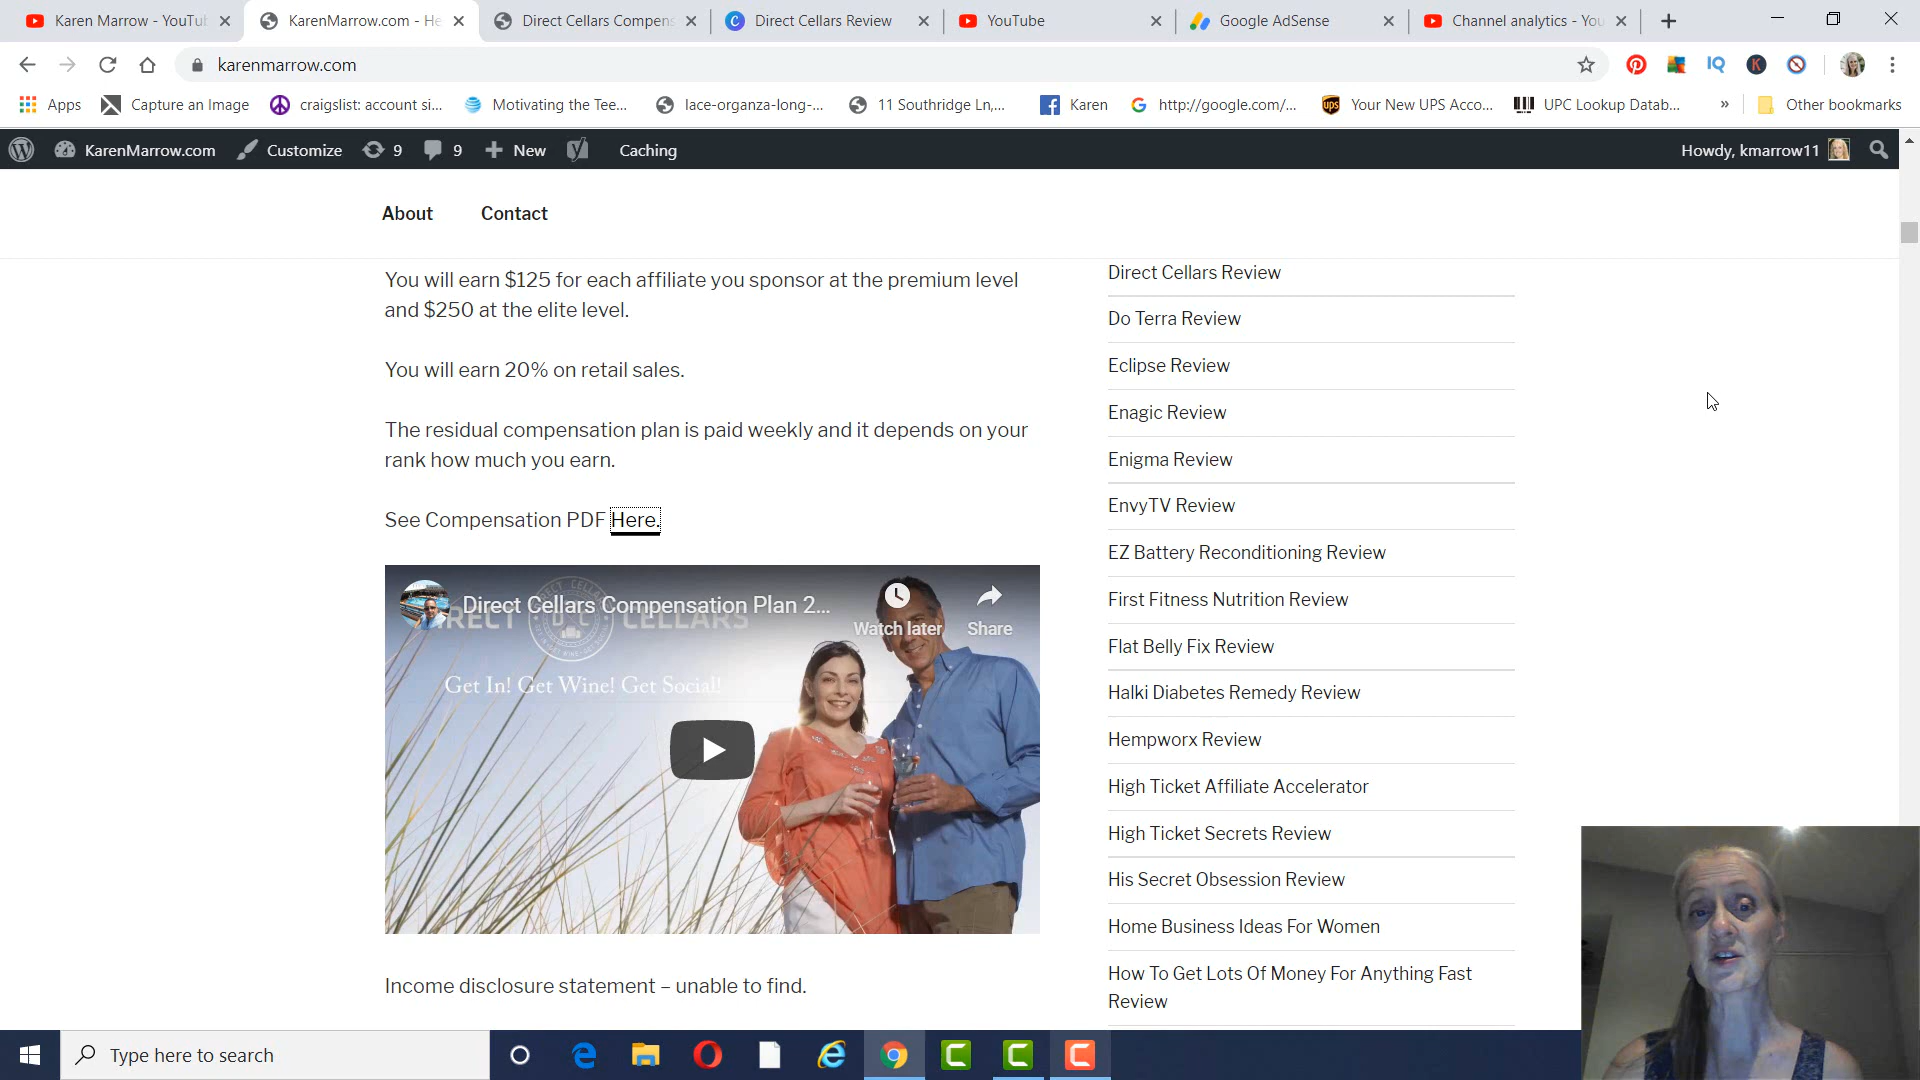 Karen Marrow - YouTu
KarenMarrow.com - He
Direct Cellars Compens
Direct Cellars Review
YouTube
Google AdSense
Channel analytics - You
karenmarrow.com
Apps
Capture an Image
craigslist: account si...
Motivating the Tee...
lace-organza-long-...
11 Southridge Ln,...
Karen
http://google.com/...
Your New UPS Acco...
UPC Lookup Datab...
»
Other bookmarks
KarenMarrow.com
Customize
9
9
New
Caching
Howdy, kmarrow11
About
Contact
You will earn $125 for each affiliate you sponsor at the premium level
and $250 at the elite level.
You will earn 20% on retail sales.
The residual compensation plan is paid weekly and it depends on your
rank how much you earn.
See Compensation PDF Here.
Direct Cellars Compensation Plan 2...
Watch later
Share
DIRECT CELLARS
Get In! Get Wine! Get Social!
Income disclosure statement – unable to find.
Direct Cellars Review
Do Terra Review
Eclipse Review
Enagic Review
Enigma Review
EnvyTV Review
EZ Battery Reconditioning Review
First Fitness Nutrition Review
Flat Belly Fix Review
Halki Diabetes Remedy Review
Hempworx Review
High Ticket Affiliate Accelerator
High Ticket Secrets Review
His Secret Obsession Review
Home Business Ideas For Women
How To Get Lots Of Money For Anything Fast
Review
Type here to search